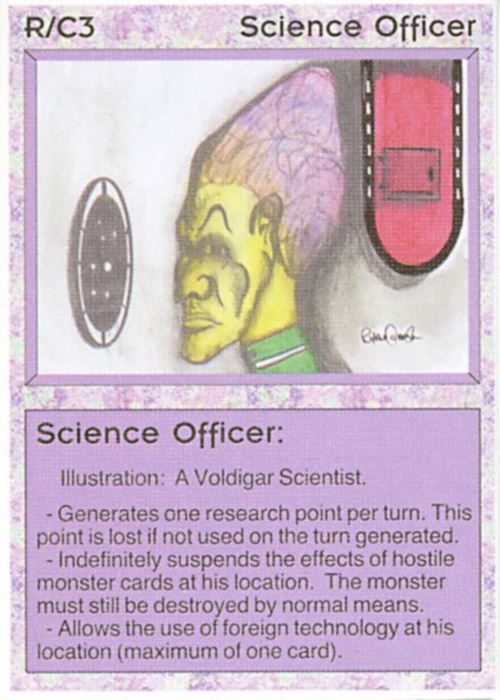 R/C3 Science Officer
Science Officer:
Illustration: A Voldigar Scientist.
- Generates one research point per turn. This
point is lost if not used on the turn generated.
- Indefinitely suspends the effects of hostile
monster cards at his location. The monster
must still be destroyed by normal means.
- Allows the use of foreign technology at his
location (maximum of one card).